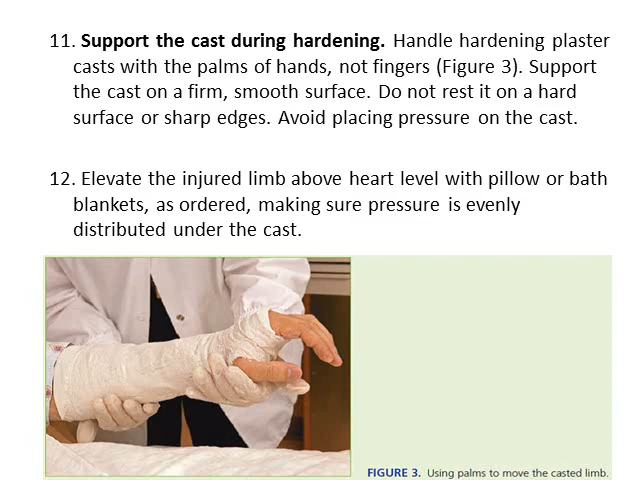 11. Support the cast during hardening. Handle hardening plaster
casts with the palms of hands, not fingers (Figure 3). Support
the cast on a firm, smooth surface. Do not rest it on a hard
surface or sharp edges. Avoid placing pressure on the cast.
12. Elevate the injured limb above heart level with pillow or bath
blankets, as ordered, making sure pressure is evenly
distributed under the cast.
FIGURE 3. Using palms to move the casted limb.